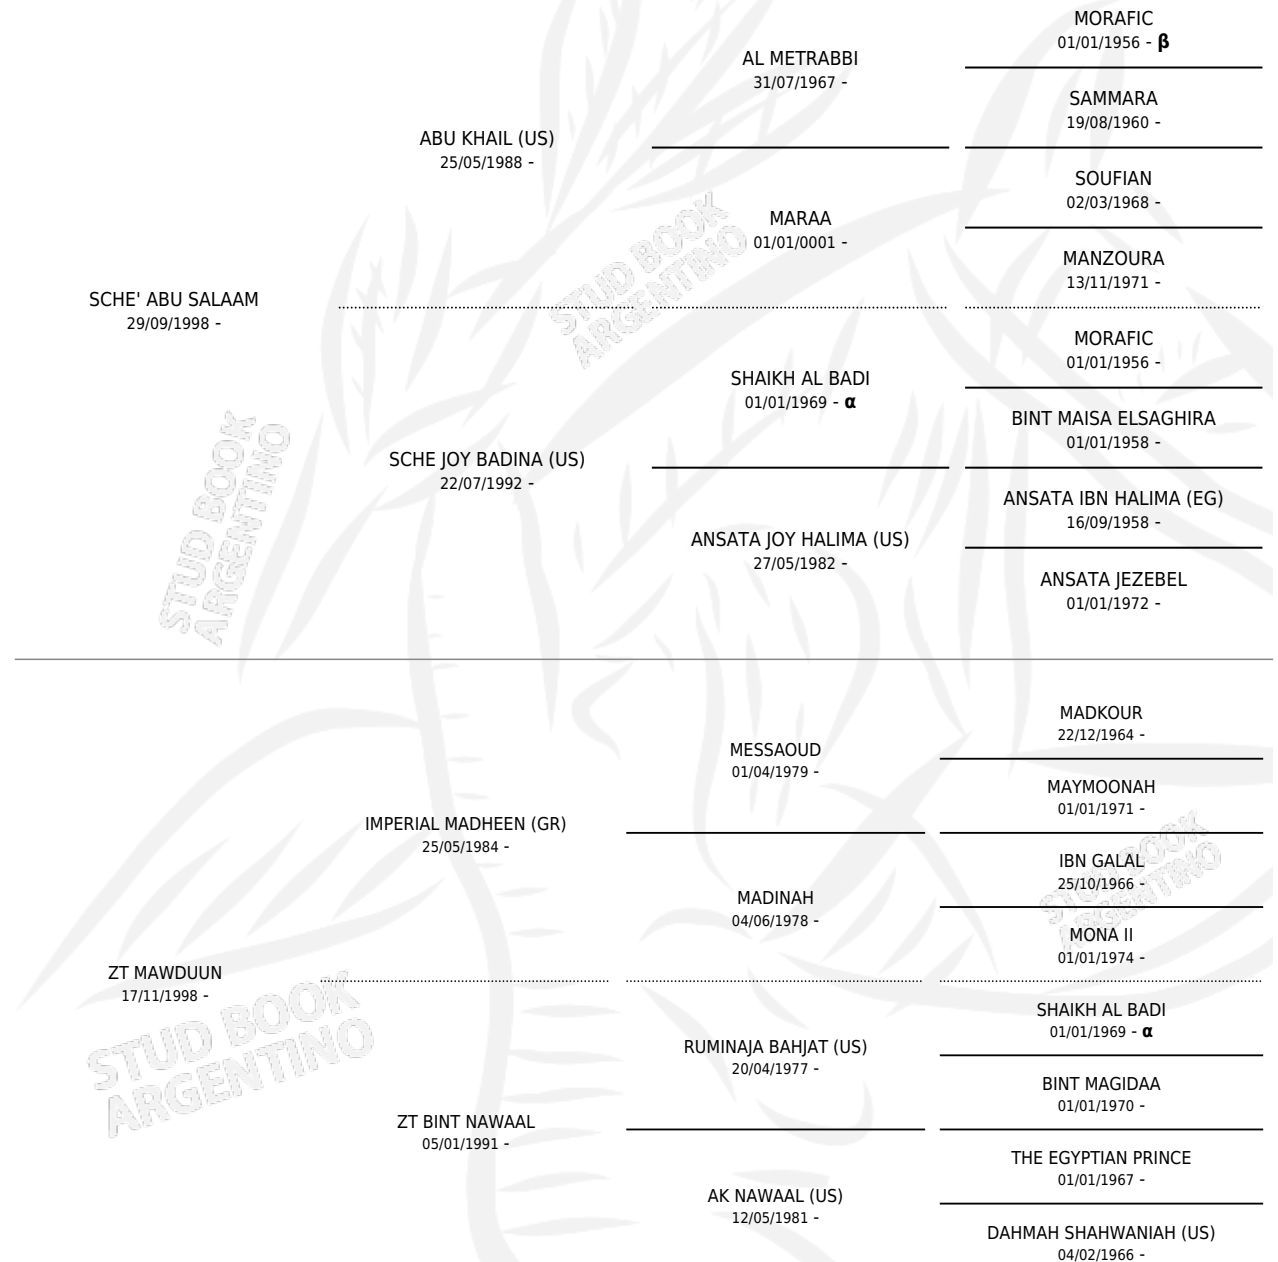 MORAFIC
01/01/1956 - β
AL METRABBI
31/07/1967 -
SAMMARA
19/08/1960 -
ABU KHAIL (US)
25/05/1988 -
SOUFIAN
02/03/1968 -
MARAA
01/01/0001 -
MANZOURA
13/11/1971 -
SCHE' ABU SALAAM
29/09/1998 -
MORAFIC
01/01/1956 -
SHAIKH AL BADI
01/01/1969 - α
BINT MAISA ELSAGHIRA
01/01/1958 -
SCHE JOY BADINA (US)
22/07/1992 -
ANSATA IBN HALIMA (EG)
16/09/1958 -
ANSATA JOY HALIMA (US)
27/05/1982 -
ANSATA JEZEBEL
01/01/1972 -
MADKOUR
22/12/1964 -
MESSAOUD
01/04/1979 -
MAYMOONAH
01/01/1971 -
IMPERIAL MADHEEN (GR)
25/05/1984 -
IBN GALAL
25/10/1966 -
MADINAH
04/06/1978 -
MONA II
01/01/1974 -
ZT MAWDUUN
17/11/1998 -
SHAIKH AL BADI
01/01/1969 - α
RUMINAJA BAHJAT (US)
20/04/1977 -
BINT MAGIDAA
01/01/1970 -
ZT BINT NAWAAL
05/01/1991 -
THE EGYPTIAN PRINCE
01/01/1967 -
AK NAWAAL (US)
12/05/1981 -
DAHMAH SHAHWANIAH (US)
04/02/1966 -
STUD BOOK
ARGENTINO
STUD BOOK
ARGENTINO
STUD BOOK
ARGENTINO
STUD BOOK
ARGENTINO